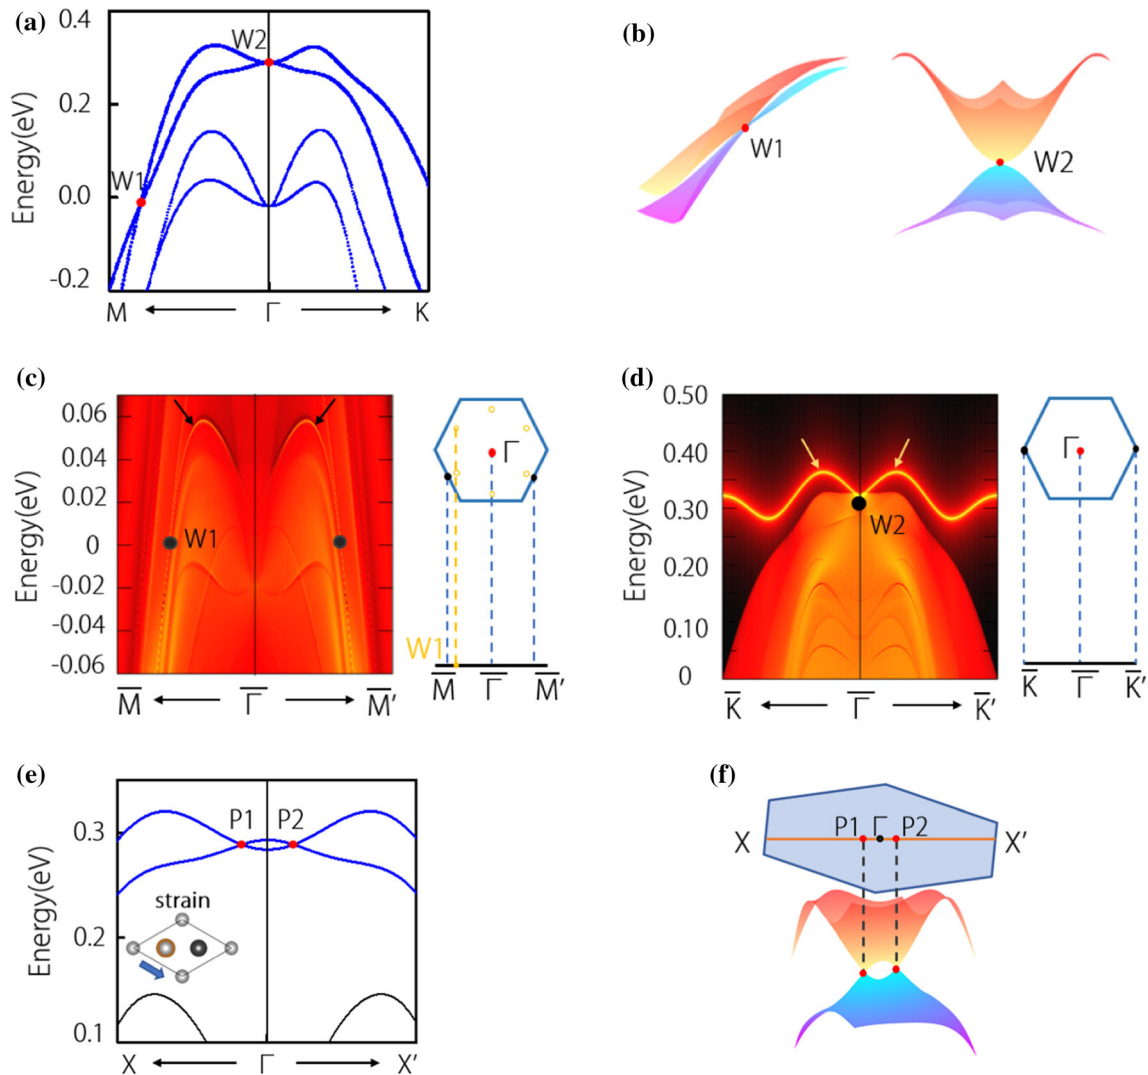 (a)
0.4
0.2
0.0
-0.2
Energy(eV)
W2
W1
M Γ K
(b)
W1
W2
(c)
0.06
0.04
0.02
0
-0.02
-0.04
-0.06
Energy(eV)
W1
M̅ Γ̅ M̅′
Γ
W1
M̅ Γ̅ M̅′
(d)
0.50
0.40
0.30
0.20
0.10
0
Energy(eV)
W2
K̅ Γ̅ K̅′
Γ
K̅ Γ̅ K̅′
(e)
0.3
0.2
0.1
Energy(eV)
P1 P2
strain
X Γ X′
(f)
X P1 Γ P2 X′